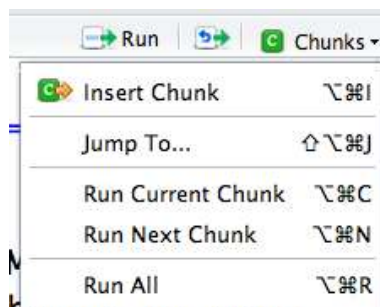 Run C Chunks
C Insert Chunk ⌥⌘I
Jump To... ⇧⌥⌘J
Run Current Chunk ⌥⌘C
Run Next Chunk ⌥⌘N
Run All ⌥⌘R